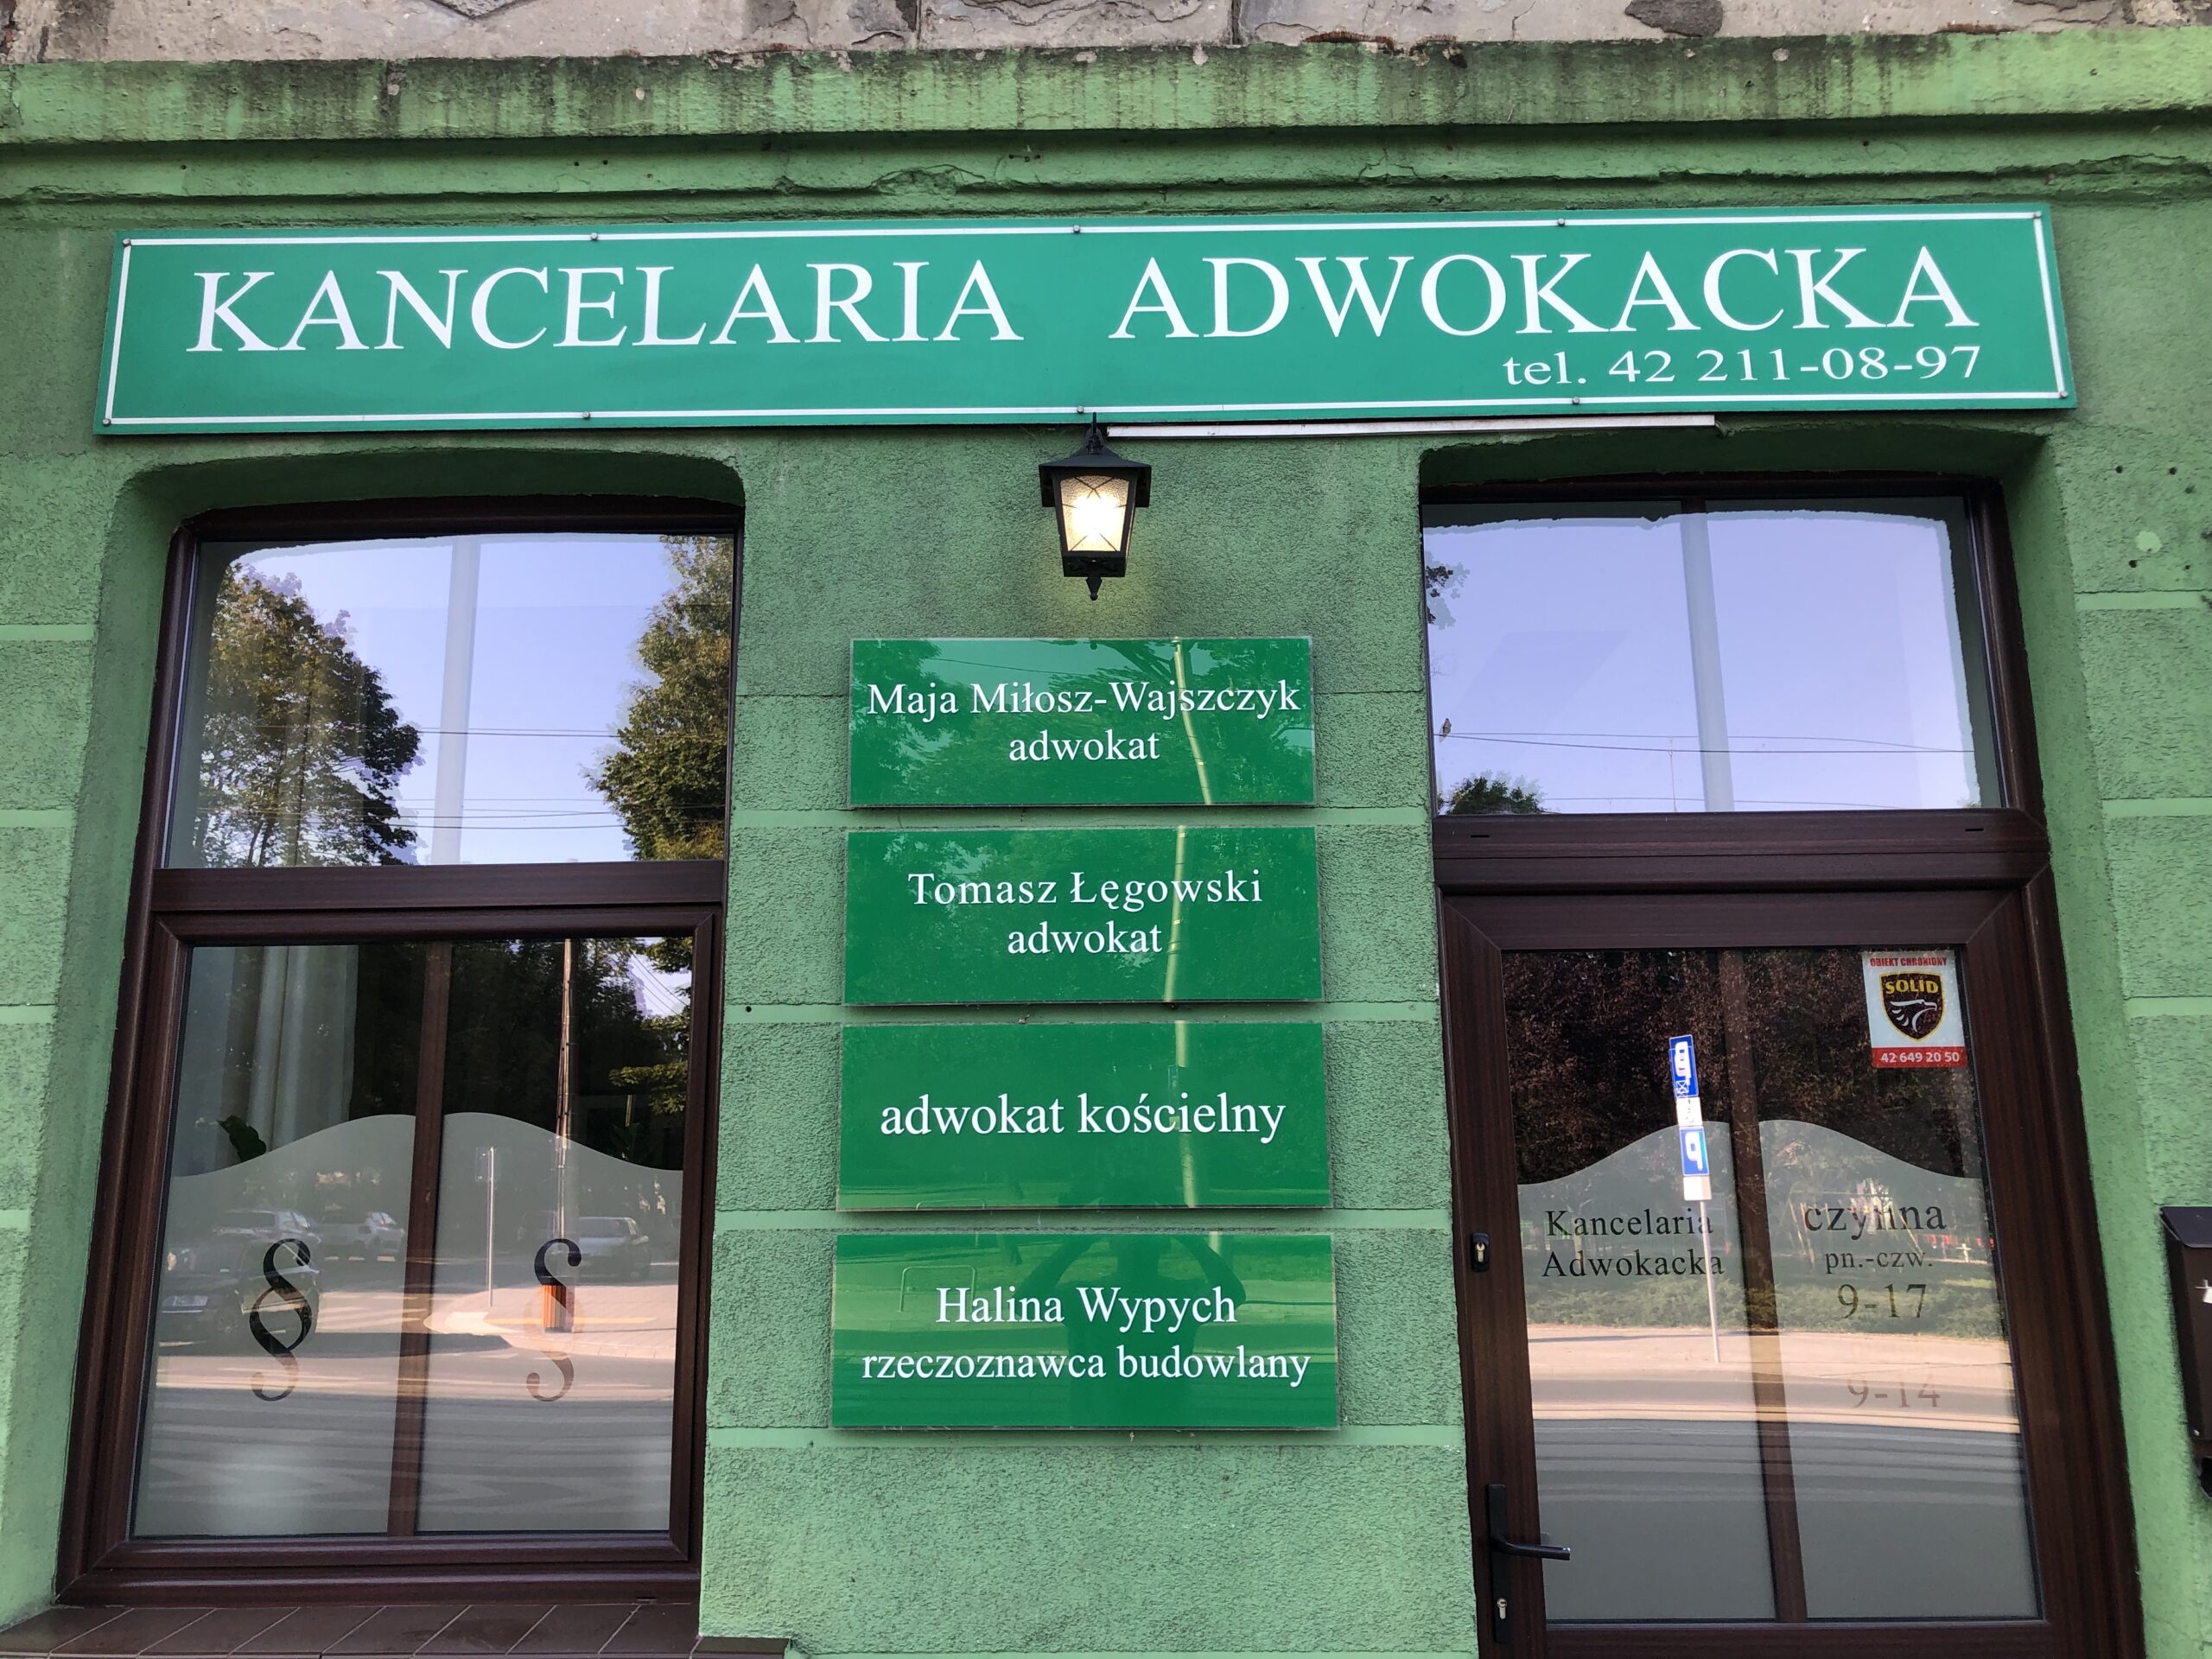 KANCELARIA ADWOKACKA
tel. 42 211-08-97
Maja Miłosz-Wajszczyk
adwokat
Tomasz Łęgowski
adwokat
adwokat kościelny
Halina Wypych
rzeczoznawca budowlany
OBIEKT CHRONIONY
SOLID
42 649 20 50
Kancelaria
Adwokacka
czynna
pn.-czw.
9-17
9-14
§ §